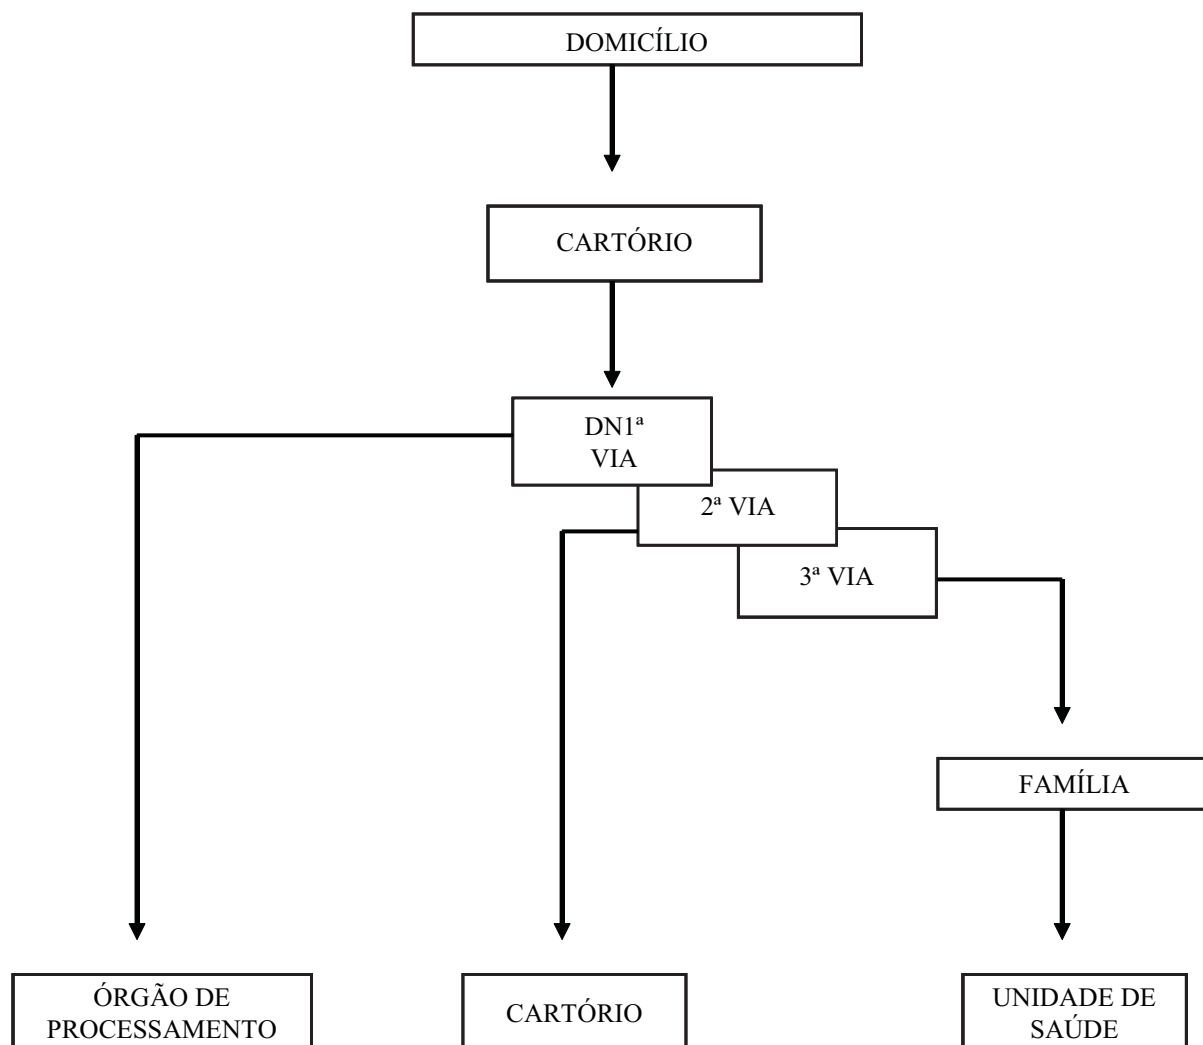 DOMICÍLIO
CARTÓRIO
DN1ª
VIA
2ª VIA
3ª VIA
FAMÍLIA
ÓRGÃO DE
PROCESSAMENTO
CARTÓRIO
UNIDADE DE
SAÚDE